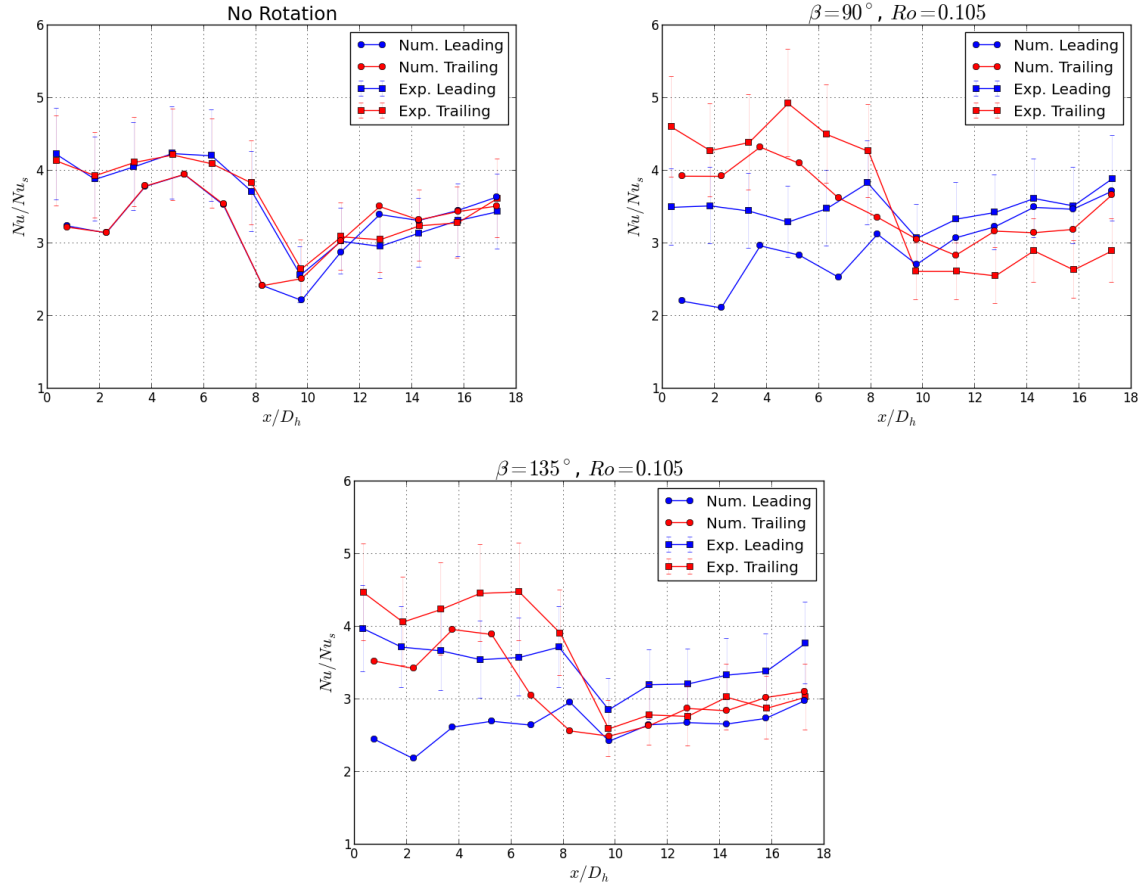 No Rotation
6
5
4
3
2
1
0 2 4 6 8 10 12 14 16 18
Nu/Nu_s
x/D_h
Num. Leading
Num. Trailing
Exp. Leading
Exp. Trailing
β=90°, Ro=0.105
6
5
4
3
2
1
0 2 4 6 8 10 12 14 16 18
Nu/Nu_s
x/D_h
Num. Leading
Num. Trailing
Exp. Leading
Exp. Trailing
β=135°, Ro=0.105
6
5
4
3
2
1
0 2 4 6 8 10 12 14 16 18
Nu/Nu_s
x/D_h
Num. Leading
Num. Trailing
Exp. Leading
Exp. Trailing